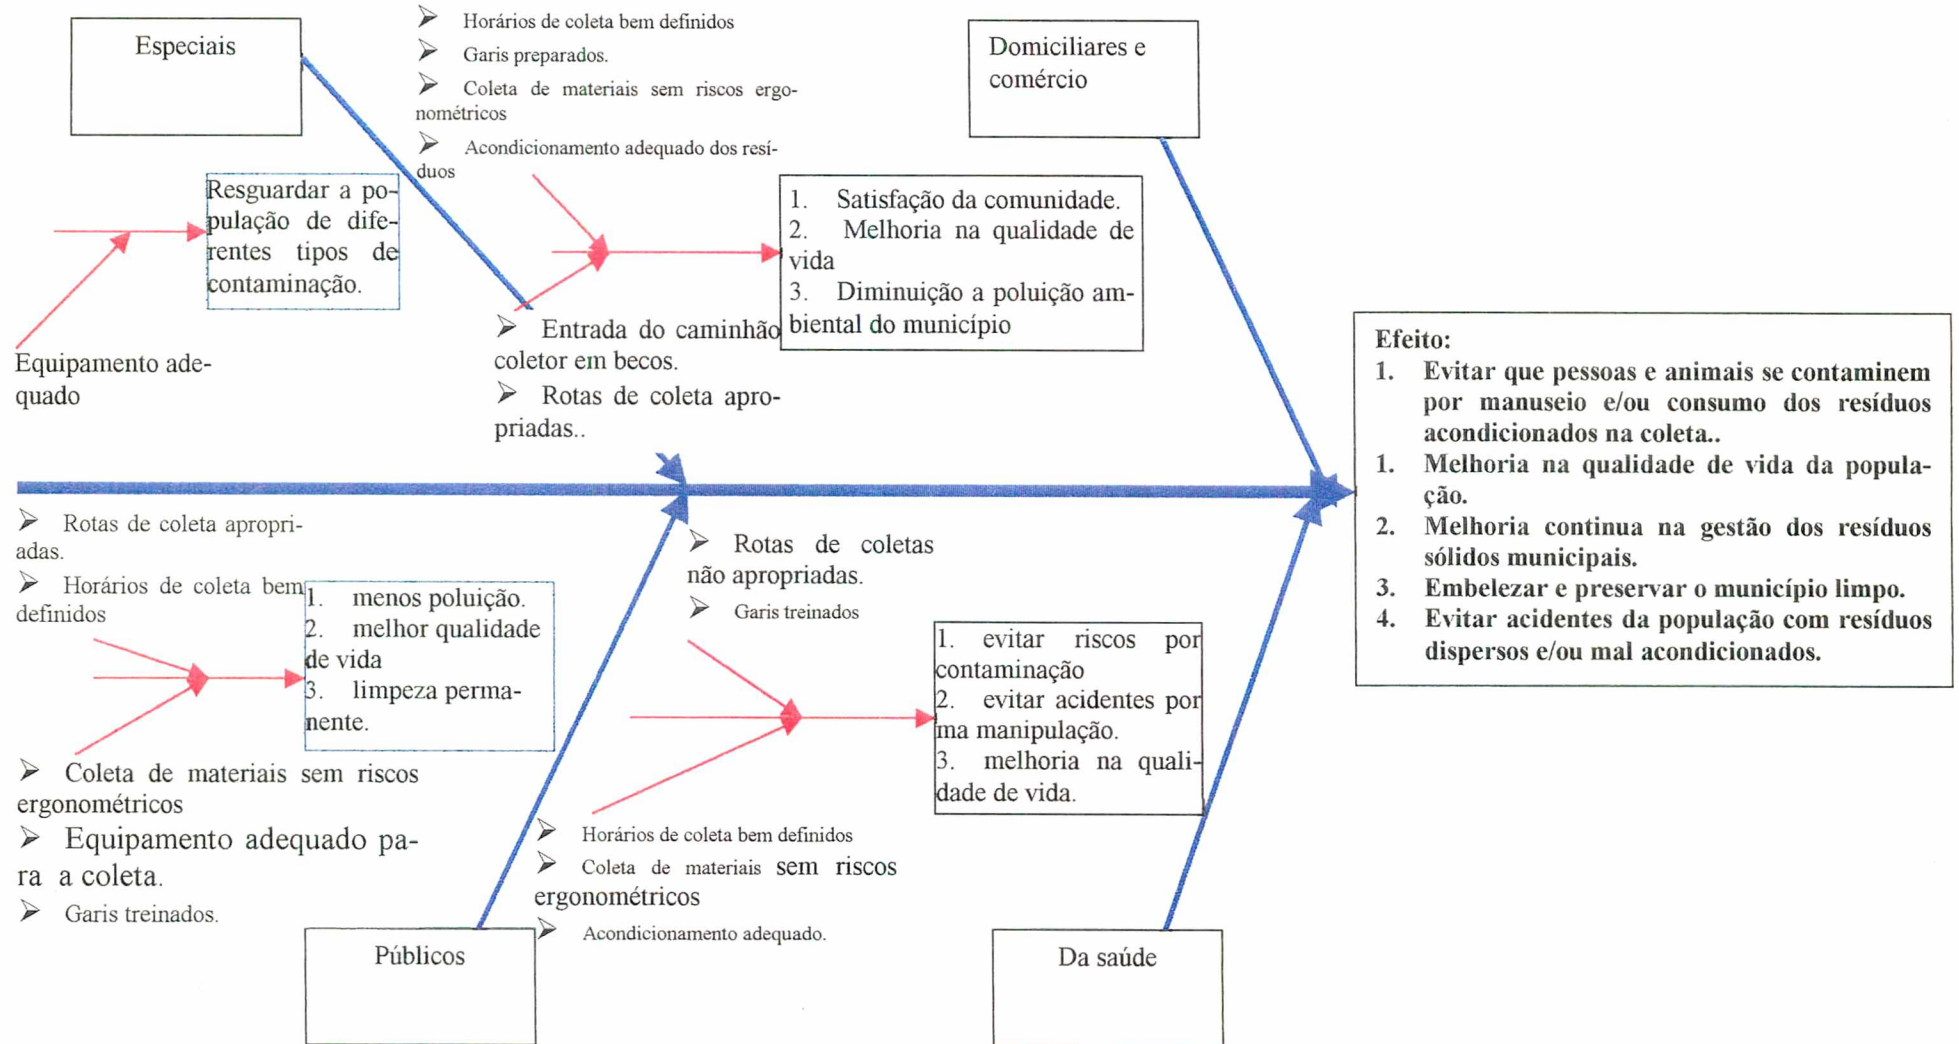 Especiais
➢ Horários de coleta bem definidos
➢ Garis preparados.
➢ Coleta de materiais sem riscos ergo-
nométricos
➢ Acondicionamento adequado dos resí-
duos
Domiciliares e
comércio
Resguardar a po-
pulação de dife-
rentes tipos de
contaminação.
Equipamento ade-
quado
1. Satisfação da comunidade.
2. Melhoria na qualidade de
vida
3. Diminuição a poluição am-
biental do município
➢ Entrada do caminhão
coletor em becos.
➢ Rotas de coleta apro-
priadas..
Efeito:
1. Evitar que pessoas e animais se contaminem
por manuseio e/ou consumo dos resíduos
acondicionados na coleta..
1. Melhoria na qualidade de vida da popula-
ção.
2. Melhoria continua na gestão dos resíduos
sólidos municipais.
3. Embelezar e preservar o município limpo.
4. Evitar acidentes da população com resíduos
dispersos e/ou mal acondicionados.
➢ Rotas de coleta apropri-
adas.
➢ Horários de coleta bem
definidos
1. menos poluição.
2. melhor qualidade
de vida
3. limpeza perma-
nente.
➢ Coleta de materiais sem riscos
ergonométricos
➢ Equipamento adequado pa-
ra a coleta.
➢ Garis treinados.
➢ Rotas de coletas
não apropriadas.
➢ Garis treinados
1. evitar riscos por
contaminação
2. evitar acidentes por
ma manipulação.
3. melhoria na quali-
dade de vida.
➢ Horários de coleta bem definidos
➢ Coleta de materiais sem riscos
ergonométricos
➢ Acondicionamento adequado.
Públicos
Da saúde